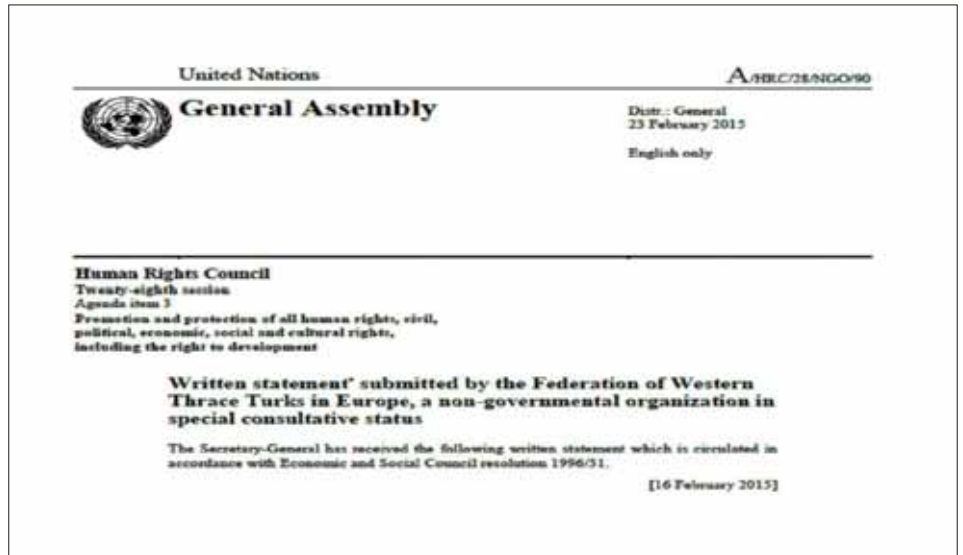 United Nations
A/HRC/28/NGO/90
General Assembly
Distr.: General
23 February 2015
English only
Human Rights Council
Twenty-eighth session
Agenda item 3
Promotion and protection of all human rights, civil,
political, economic, social and cultural rights,
including the right to development
Written statement* submitted by the Federation of Western
Thrace Turks in Europe, a non-governmental organization in
special consultative status
The Secretary-General has received the following written statement which is circulated in
accordance with Economic and Social Council resolution 1996/31.
[16 February 2015]